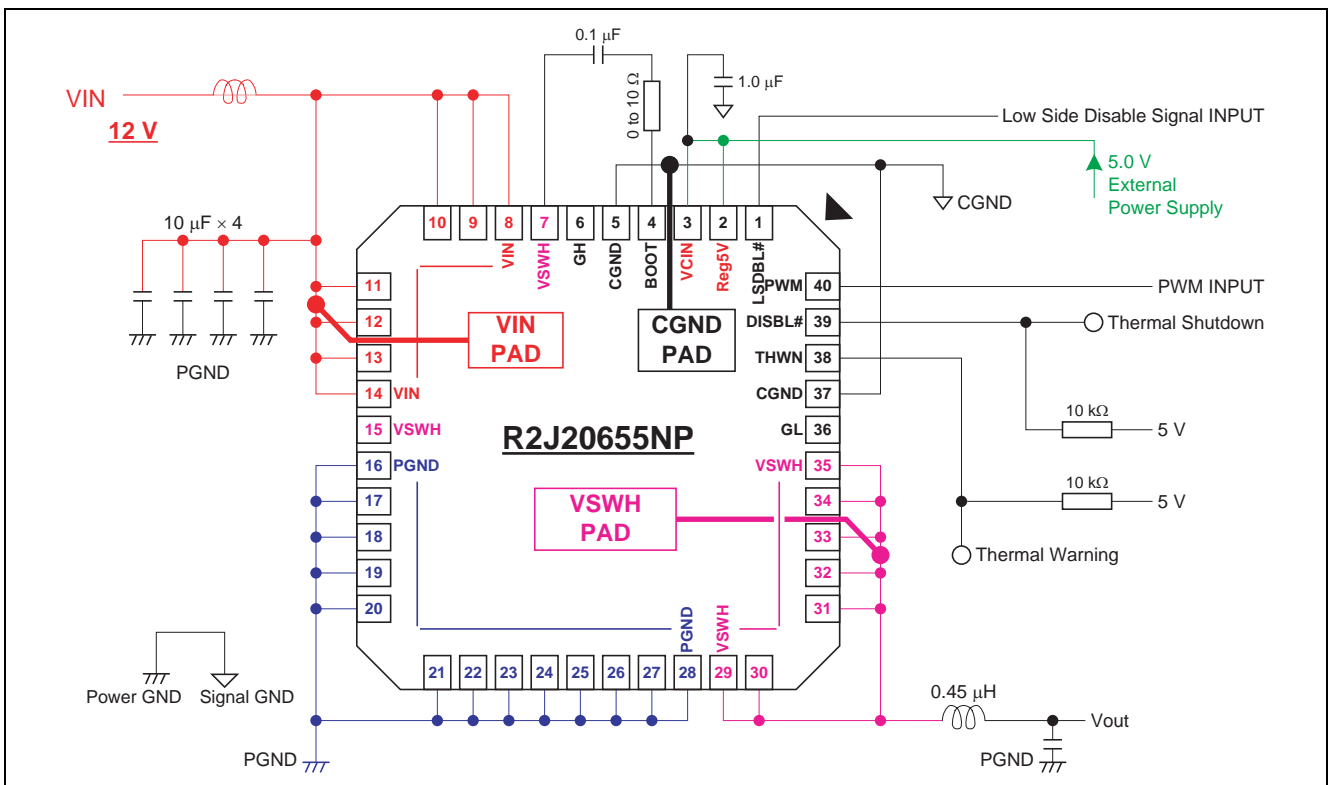 0.1 μF
VIN
12 V
0 to 10 Ω
1.0 μF
Low Side Disable Signal INPUT
5.0 V
External
Power Supply
CGND
10 μF × 4
PGND
10
9
8
7
6
5
4
3
2
1
VIN
VSWH
GH
CGND
BOOT
VCIN
Reg5V
LSDBL#
11
12
13
14 VIN
15 VSWH
16 PGND
17
18
19
20
VIN
PAD
CGND
PAD
R2J20655NP
VSWH
PAD
PWM 40
DISBL# 39
THWN 38
CGND 37
GL 36
VSWH 35
34
33
32
31
PWM INPUT
Thermal Shutdown
10 kΩ
5 V
10 kΩ
5 V
Thermal Warning
PGND
VSWH
21
22
23
24
25
26
27
28
29
30
Power GND
Signal GND
PGND
0.45 μH
Vout
PGND